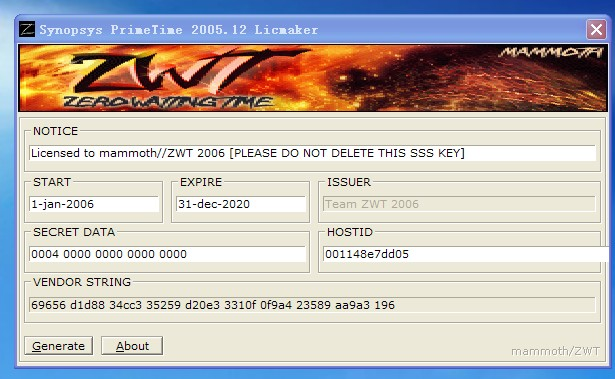 Synopsys PrimeTime 2005.12 Licmaker
MAMMOTH
ZWT
ZERO WAITING TIME
NOTICE
Licensed to mammoth//ZWT 2006 [PLEASE DO NOT DELETE THIS SSS KEY]
START
EXPIRE
ISSUER
1-jan-2006
31-dec-2020
Team ZWT 2006
SECRET DATA
HOSTID
0004 0000 0000 0000 0000
001148e7dd05
VENDOR STRING
69656 d1d88 34cc3 35259 d20e3 3310f 0f9a4 23589 aa9a3 196
Generate
About
mammoth/ZWT